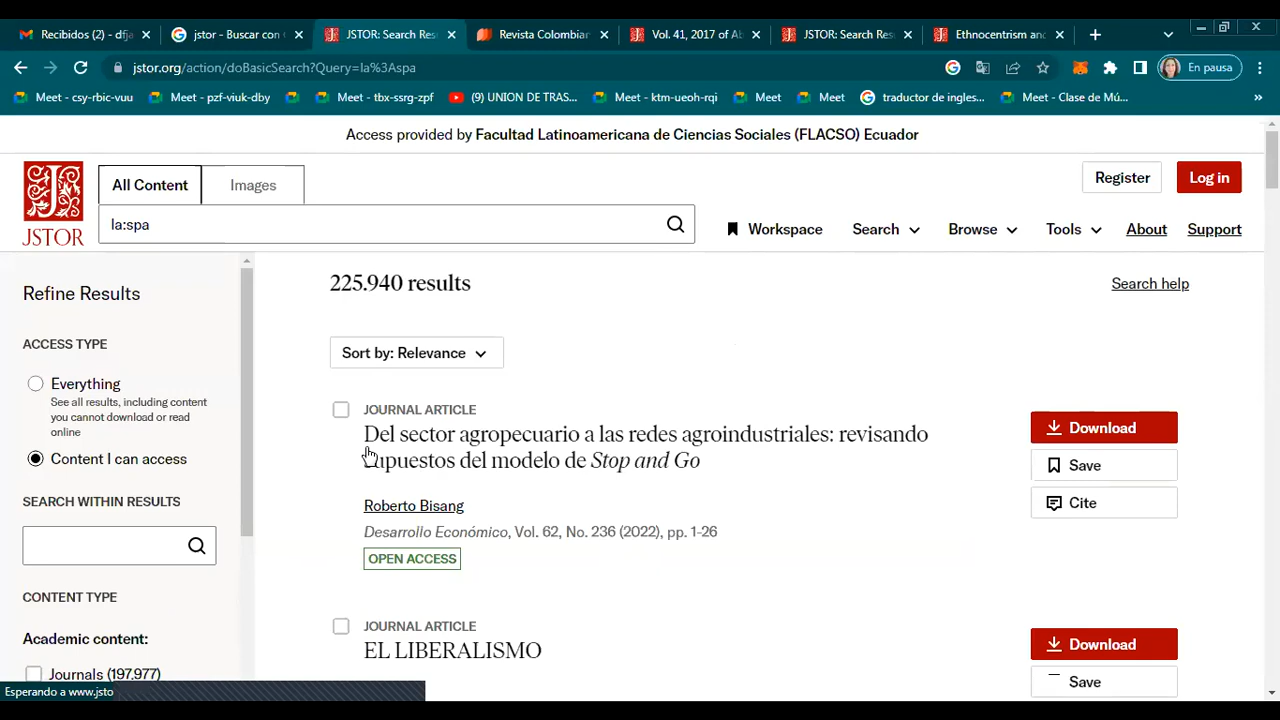 Recibidos (2) - dfja
jstor - Buscar con
JSTOR: Search Res
Revista Colombian
Vol. 41, 2017 of Ab
JSTOR: Search Res
Ethnocentrism and
jstor.org/action/doBasicSearch?Query=la%3Aspa
En pausa
Meet - csy-rbic-vuu
Meet - pzf-viuk-dby
Meet - tbx-ssrg-pzf
(9) UNION DE TRAS...
Meet - ktm-ueoh-rqi
Meet
Meet
traductor de ingles...
Meet - Clase de Mú...
Access provided by Facultad Latinoamericana de Ciencias Sociales (FLACSO) Ecuador
All Content
Images
Register
Log in
JSTOR
la:spa
Workspace
Search
Browse
Tools
About
Support
Refine Results
ACCESS TYPE
Everything
See all results, including content
you cannot download or read
online
Content I can access
SEARCH WITHIN RESULTS
CONTENT TYPE
Academic content:
Journals (197,977)
225.940 results
Search help
Sort by: Relevance
JOURNAL ARTICLE
Del sector agropecuario a las redes agroindustriales: revisando
supuestos del modelo de Stop and Go
Roberto Bisang
Desarrollo Económico, Vol. 62, No. 236 (2022), pp. 1-26
OPEN ACCESS
Download
Save
Cite
JOURNAL ARTICLE
EL LIBERALISMO
Download
Save
Esperando a www.jsto